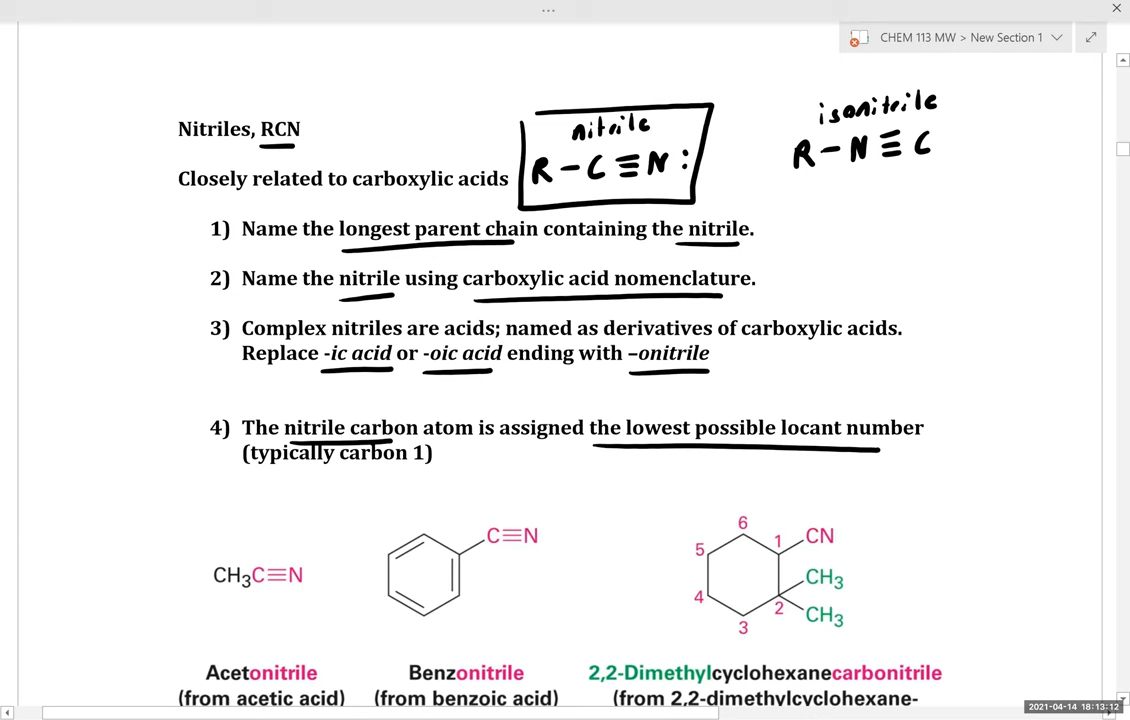 ...
CHEM 113 MW > New Section 1
isonitrile
nitrile
Nitriles, RCN
R-C≡N:
R-N≡C
Closely related to carboxylic acids
1) Name the longest parent chain containing the nitrile.
2) Name the nitrile using carboxylic acid nomenclature.
3) Complex nitriles are acids; named as derivatives of carboxylic acids.
Replace -ic acid or -oic acid ending with –onitrile
4) The nitrile carbon atom is assigned the lowest possible locant number
(typically carbon 1)
6
C≡N
1 CN
5
CH3C≡N
CH3
4
2
CH3
3
Acetonitrile Benzonitrile 2,2-Dimethylcyclohexanecarbonitrile
(from acetic acid) (from benzoic acid) (from 2,2-dimethylcyclohexane-
2021-04-14 18:13:12